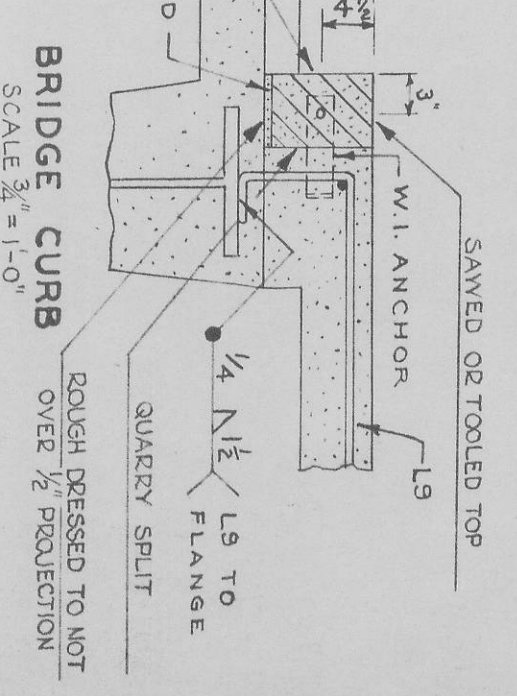 SAWED OR TOOLED TOP
L9
3"
4 1/2
W.I. ANCHOR
D
1/4 1 1/2
L9 TO
FLANGE
QUARRY SPLIT
ROUGH DRESSED TO NOT
OVER 1/2" PROJECTION
BRIDGE CURB
SCALE 3/4" = 1'-0"